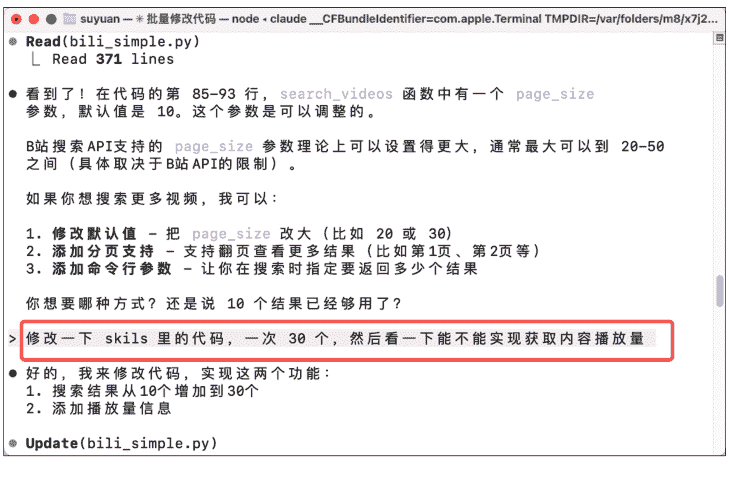 suyuan — ✳ 批量修改代码 — node ◂ claude __CFBundleIdentifier=com.apple.Terminal TMPDIR=/var/folders/m8/x7j2...
Read(bili_simple.py)
Read 371 lines
看到了！在代码的第 85-93 行，search_videos 函数中有一个 page_size
参数，默认值是 10。这个参数是可以调整的。
B站搜索API支持的 page_size 参数理论上可以设置得更大，通常最大可以到 20-50
之间（具体取决于B站API的限制）。
如果你想搜索更多视频，我可以：
1. 修改默认值 - 把 page_size 改大（比如 20 或 30）
2. 添加分页支持 - 支持翻页查看更多结果（比如第1页、第2页等）
3. 添加命令行参数 - 让你在搜索时指定要返回多少个结果
你想要哪种方式？还是说 10 个结果已经够用了？
> 修改一下 skils 里的代码，一次 30 个，然后看一下能不能实现获取内容播放量
好的，我来修改代码，实现这两个功能：
1. 搜索结果从10个增加到30个
2. 添加播放量信息
Update(bili_simple.py)